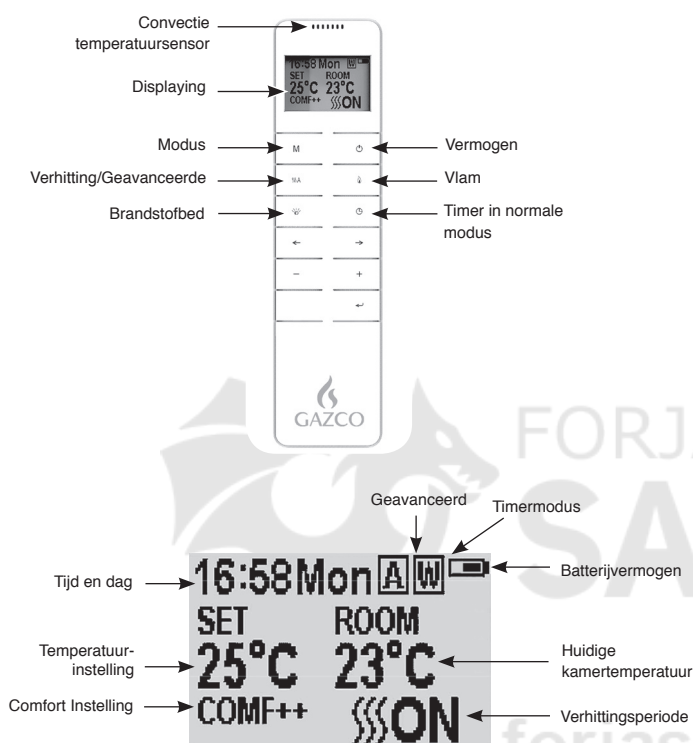 Convectie
temperatuursensor
16:58 Mon W
SET ROOM
25°C 23°C
COMF++ ON
Displaying
Modus
M
Vermogen
Verhitting/Geavanceerde
Vlam
Brandstofbed
Timer in normale
modus
← →
− +
GAZCO
FORJ
SA
Geavanceerd
Timermodus
Tijd en dag
16:58Mon A W
Batterijvermogen
SET ROOM
Temperatuur-
instelling
25°C 23°C
Huidige
kamertemperatuur
Comfort Instelling
COMF++ ON
Verhittingsperiode
forjas